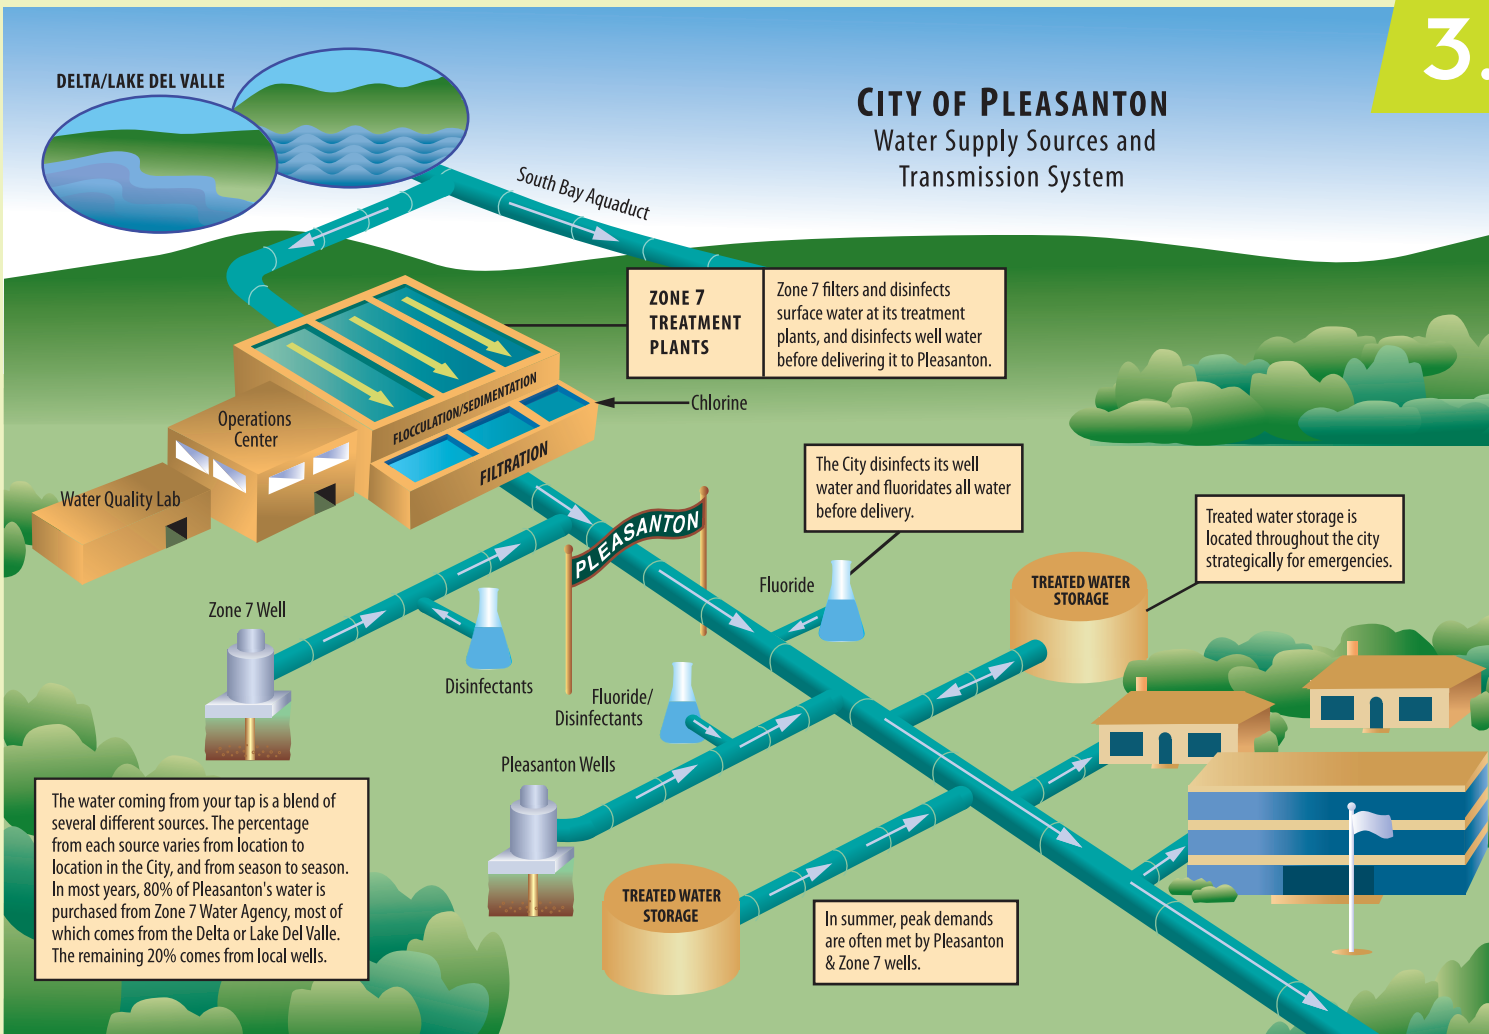 3.
DELTA/LAKE DEL VALLE
CITY OF PLEASANTON
Water Supply Sources and
Transmission System
South Bay Aquaduct
ZONE 7
TREATMENT
PLANTS
Zone 7 filters and disinfects
surface water at its treatment
plants, and disinfects well water
before delivering it to Pleasanton.
Chlorine
FLOCCULATION/SEDIMENTATION
FILTRATION
Operations
Center
Water Quality Lab
The City disinfects its well
water and fluoridates all water
before delivery.
PLEASANTON
Treated water storage is
located throughout the city
strategically for emergencies.
TREATED WATER
STORAGE
Fluoride
Zone 7 Well
Disinfectants
Fluoride/
Disinfectants
Pleasanton Wells
The water coming from your tap is a blend of
several different sources. The percentage
from each source varies from location to
location in the City, and from season to season.
In most years, 80% of Pleasanton's water is
purchased from Zone 7 Water Agency, most of
which comes from the Delta or Lake Del Valle.
The remaining 20% comes from local wells.
TREATED WATER
STORAGE
In summer, peak demands
are often met by Pleasanton
& Zone 7 wells.